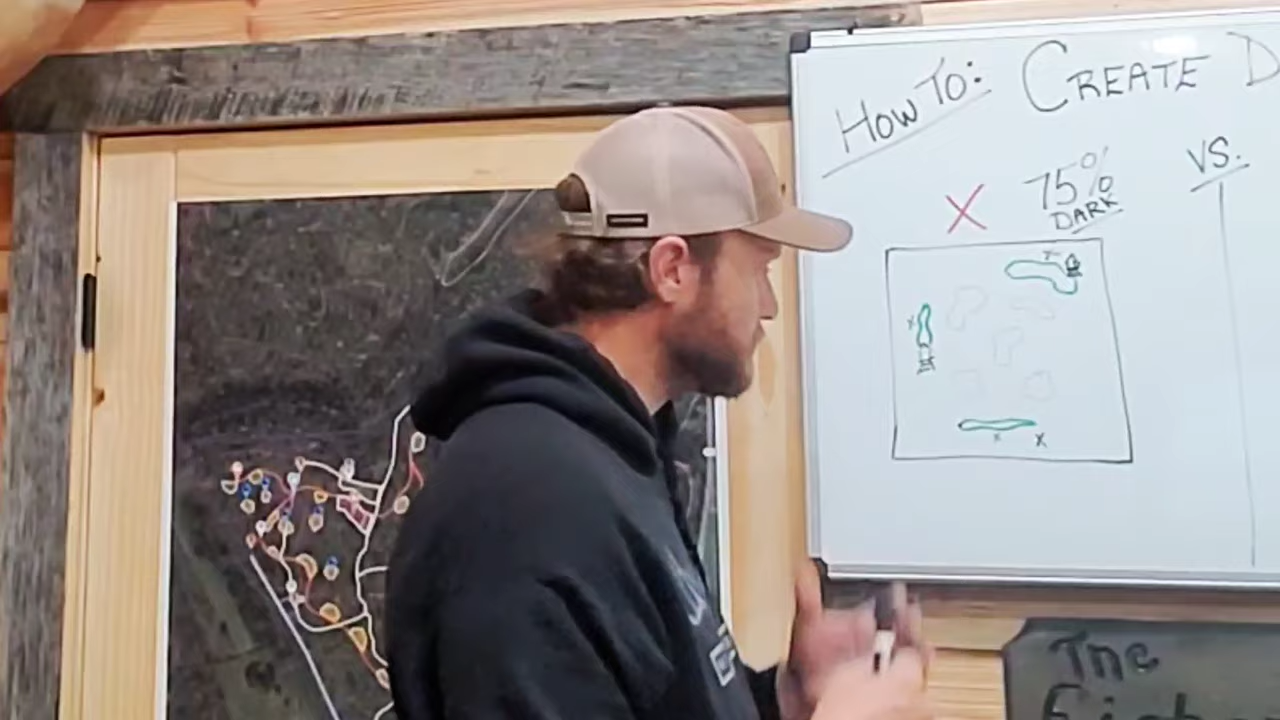 How To: CREATE D
X 75% VS.
DARK
x
x
x x
The